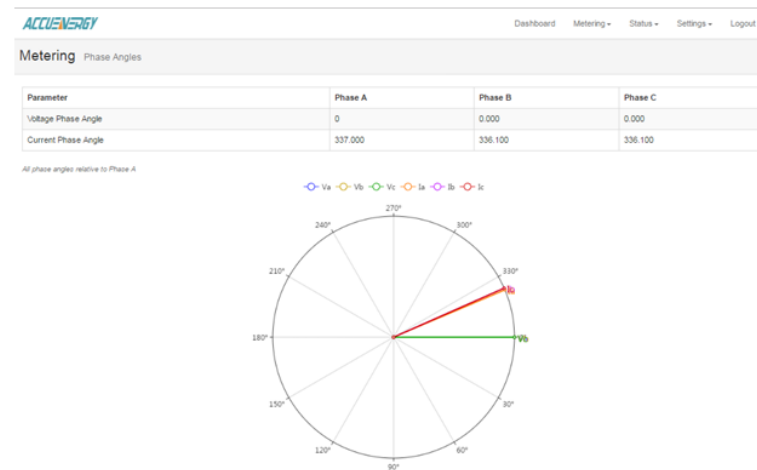 ACCUENERGY
Dashboard Metering Status Settings Logout
Metering Phase Angles
Parameter Phase A Phase B Phase C
Voltage Phase Angle 0 0.000 0.000
Current Phase Angle 337.000 336.100 336.100
All phase angles relative to Phase A
Va Vb Vc Ia Ib Ic
270°
240° 300°
210° 330°
180°
150° 30°
120° 60°
90°